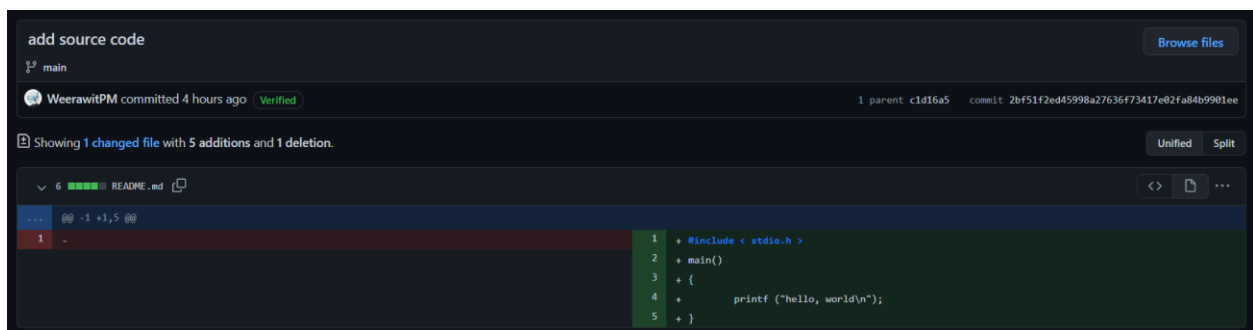 add source code
Browse files
main
WeerawitPM committed 4 hours ago Verified
1 parent c1d16a5 commit 2bf51f2ed45998a27636f73417e02fa84b9901ee
Showing 1 changed file with 5 additions and 1 deletion.
Unified Split
6 README.md
... @@ -1 +1,5 @@
1 -
1 + #include < stdio.h >
2 + main()
3 + {
4 + printf ("hello, world\n");
5 + }